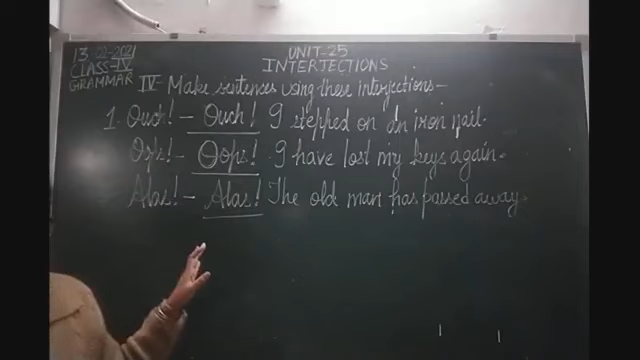 13-02-2021
CLASS-IV
GRAMMAR
UNIT-25
INTERJECTIONS
IV- Make sentences using these interjections-
1. Ouch! - Ouch! I stepped on an iron nail.
Oops! - Oops! I have lost my keys again.
Alas! - Alas! The old man has passed away.